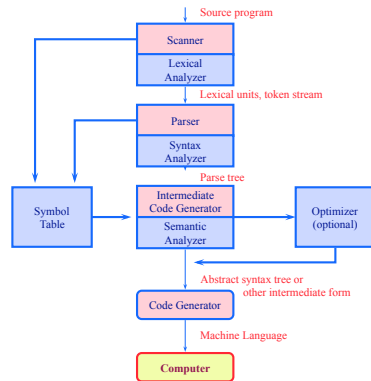 Source program
Scanner
Lexical
Analyzer
Lexical units, token stream
Parser
Syntax
Analyzer
Parse tree
Symbol
Table
Intermediate
Code Generator
Semantic
Analyzer
Optimizer
(optional)
Abstract syntax tree or
other intermediate form
Code Generator
Machine Language
Computer